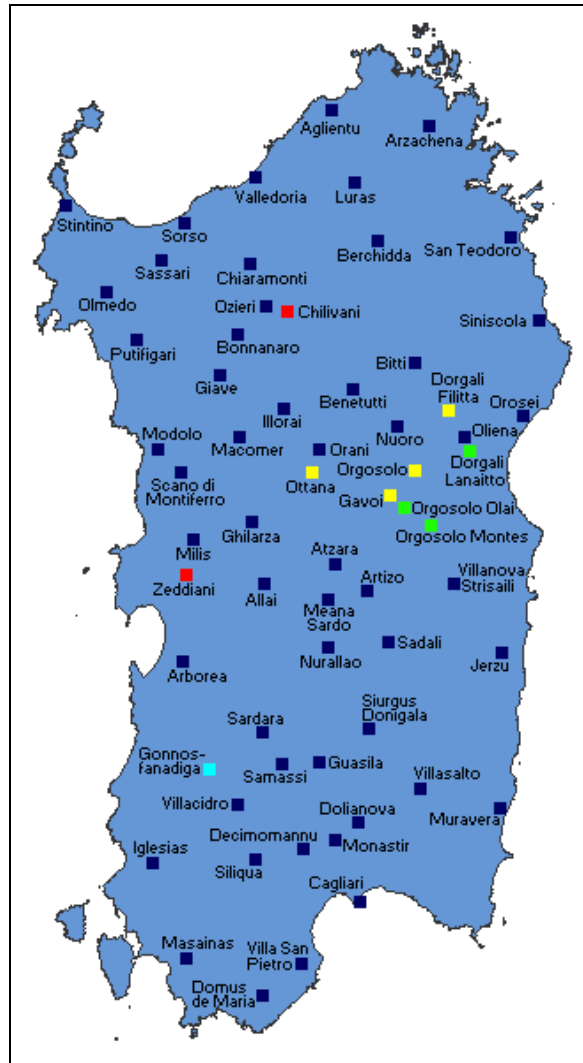 Aglientu
Arzachena
Valledoria
Luras
Stintino
Sorso
Berchidda
San Teodoro
Sassari
Chiaramonti
Olmedo
Ozieri
Chilivani
Siniscola
Putifigari
Bonnanaro
Bitti
Dorgali
Filitta
Giave
Benetutti
Orosei
Illorai
Nuoro
Oliena
Modolo
Macomer
Orani
Orgosolo
Dorgali
Lanaitto
Scano di
Montiferro
Ottana
Gavoi
Orgosolo Olai
Ghilarza
Orgosolo Montes
Milis
Atzara
Zeddiani
Allai
Artizo
Villanova
Strisaili
Meana
Sardo
Nurallao
Sadali
Jerzu
Arborea
Siurgus
Donigala
Sardara
Gonnos-
fanadiga
Samassi
Guasila
Villasalto
Villacidro
Dolianova
Muravera
Decimomannu
Monastir
Iglesias
Siliqua
Cagliari
Masainas
Villa San
Pietro
Domus
de Maria